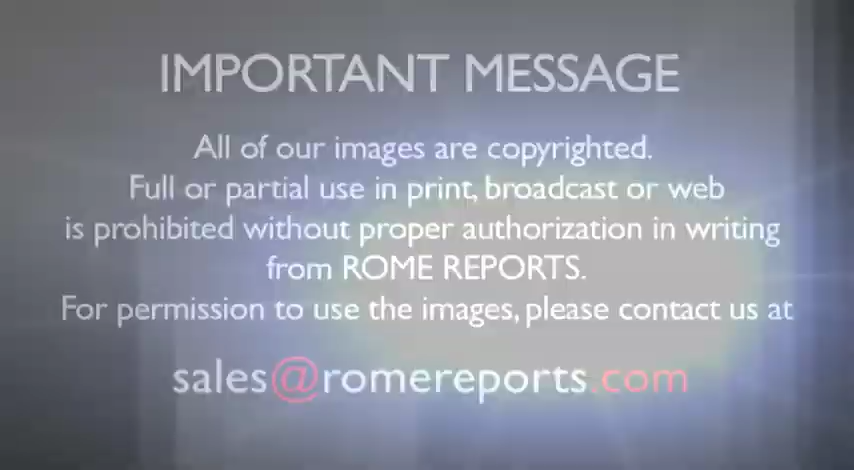 IMPORTANT MESSAGE
All of our images are copyrighted.
Full or partial use in print, broadcast or web
is prohibited without proper authorization in writing
from ROME REPORTS.
For permission to use the images, please contact us at
sales@romereports.com